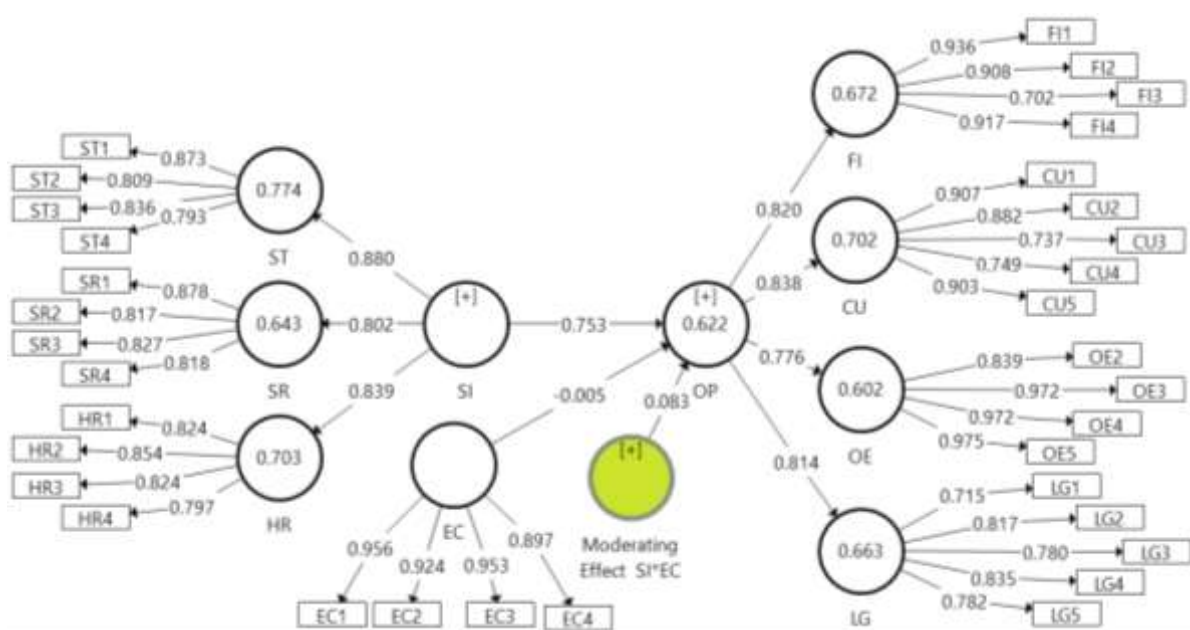 FI1
0.936
FI2
0.908
0.672
0.702
FI3
0.917
FI4
FI
ST1
0.873
ST2
0.809
0.774
ST3
0.836
0.793
ST4
ST
0.880
0.820
CU1
0.907
CU2
0.882
0.702
0.737
CU3
0.749
CU4
0.903
CU5
CU
0.838
SR1
0.878
SR2
0.817
0.643
SR3
0.827
0.818
SR4
SR
0.802
[+]
SI
0.753
[+]
0.622
OP
0.839
-0.005
0.083
0.776
OE2
0.839
0.602
0.972
OE3
0.972
OE4
0.975
OE5
OE
HR1
0.824
HR2
0.854
0.703
HR3
0.824
0.797
HR4
HR
EC
[+]
Moderating
Effect SI*EC
0.814
0.956
0.924
0.953
0.897
EC1
EC2
EC3
EC4
LG1
0.715
LG2
0.817
0.663
0.780
LG3
0.835
LG4
0.782
LG5
LG